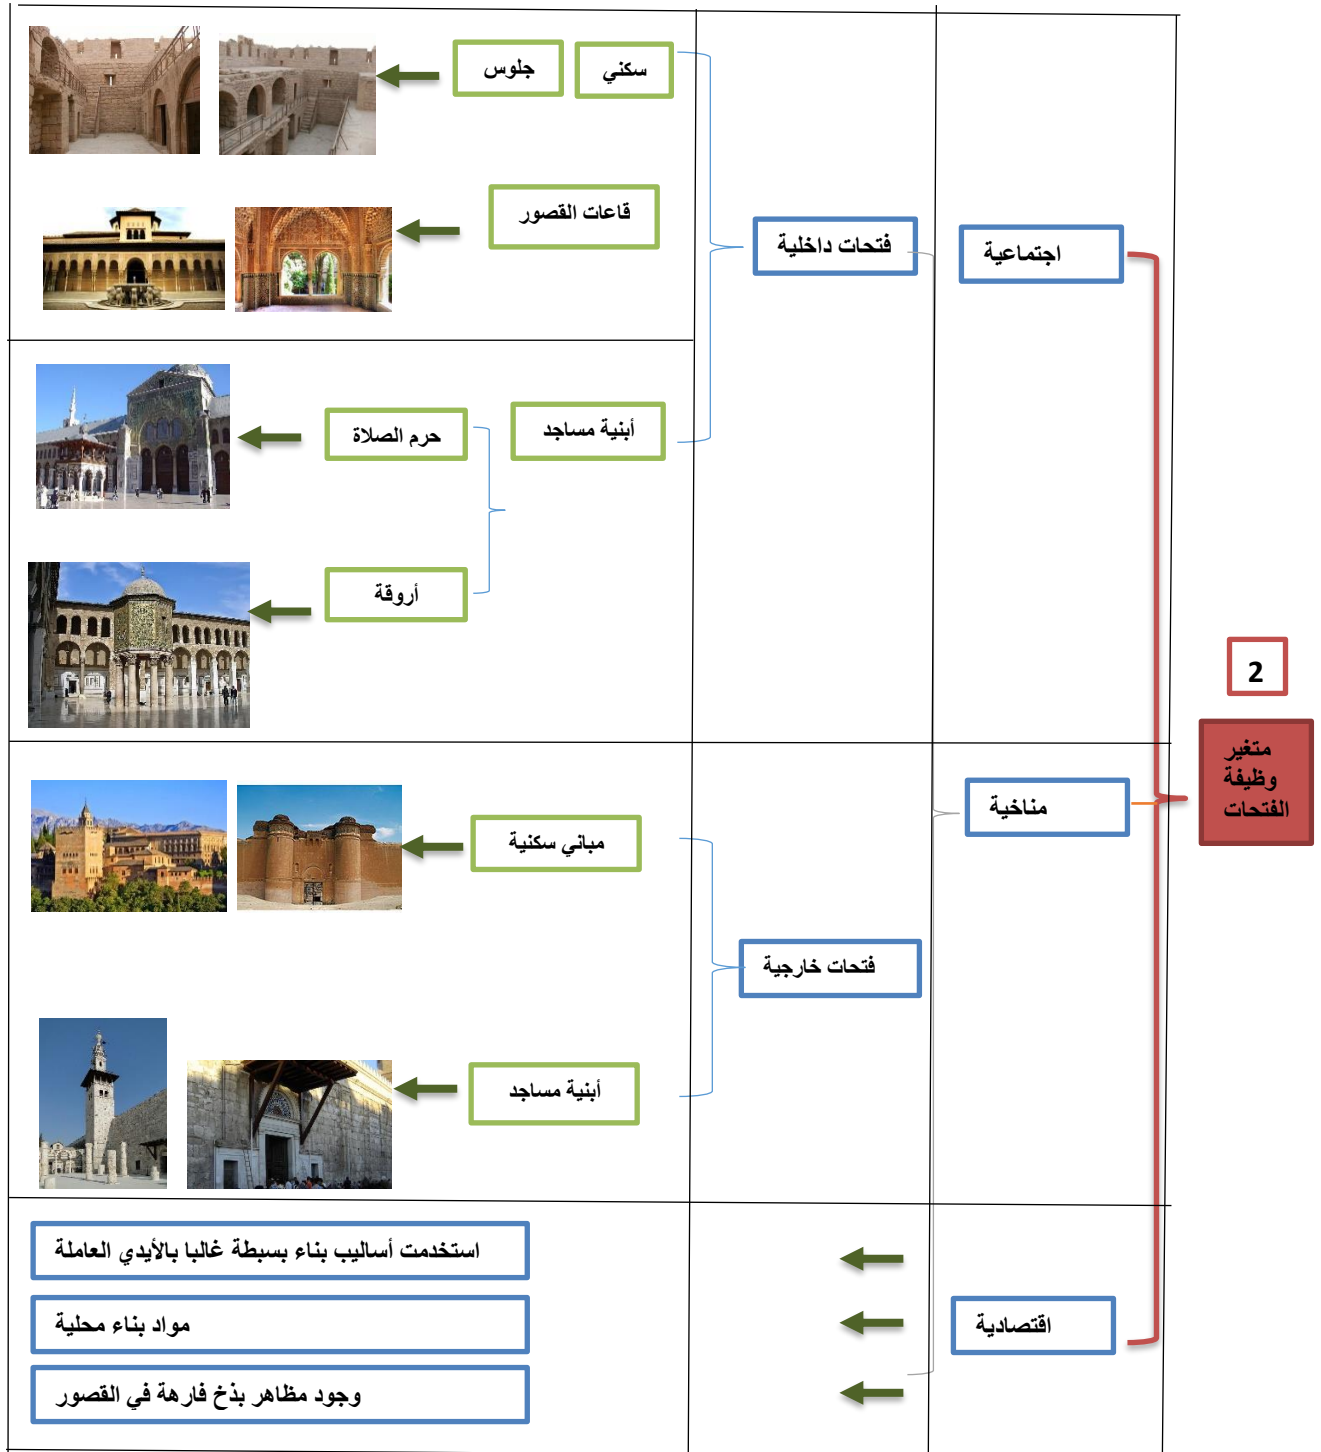 2
متغير
وظيفة
الفتحات
اجتماعية
فتحات داخلية
سكني
جلوس
قاعات القصور
أبنية مساجد
حرم الصلاة
أروقة
مناخية
فتحات خارجية
مباني سكنية
أبنية مساجد
اقتصادية
استخدمت أساليب بناء بسبطة غالبا بالأيدي العاملة
مواد بناء محلية
وجود مظاهر بذخ فارهة في القصور